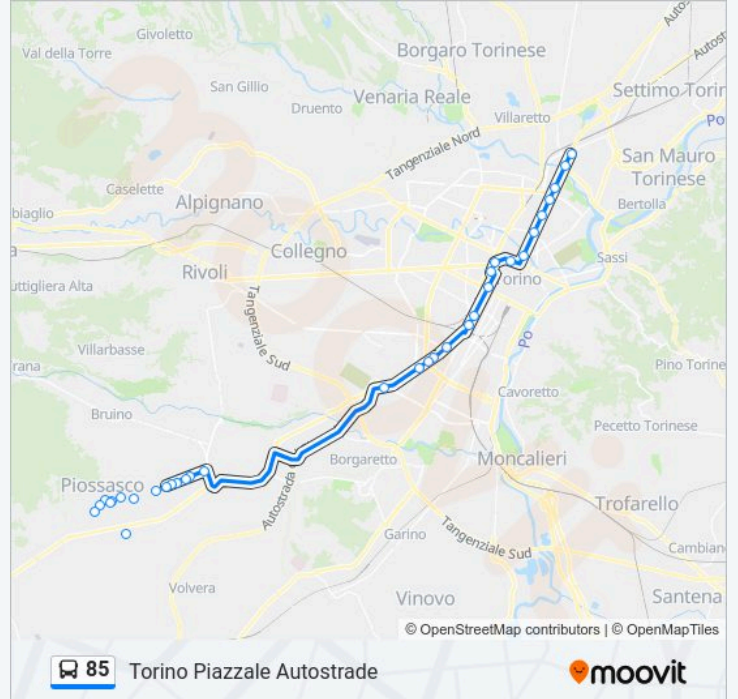 Givoletto
Val della Torre
Borgaro Torinese
Autos
Autost
San Gillio
Venaria Reale
Settimo Torin
Druento
Villaretto
Po
Tangenziale Nord
San Mauro
Torinese
Caselette
biaglio
Alpignano
Bertolla
Collegno
Sassi
Rivoli
Torino
uttigliera Alta
Tangenziale Sud
Po
Villarbasse
rana
Pino Torine
Cavoretto
Bruino
Pecetto Torinese
Borgaretto
Moncalieri
Piossasco
Autostrada
Trofarello
Garino
Tangenziale Sud
Cambian
Volvera
Vinovo
Santena
© OpenStreetMap contributors | © OpenMapTiles
85 Torino Piazzale Autostrade
moovit